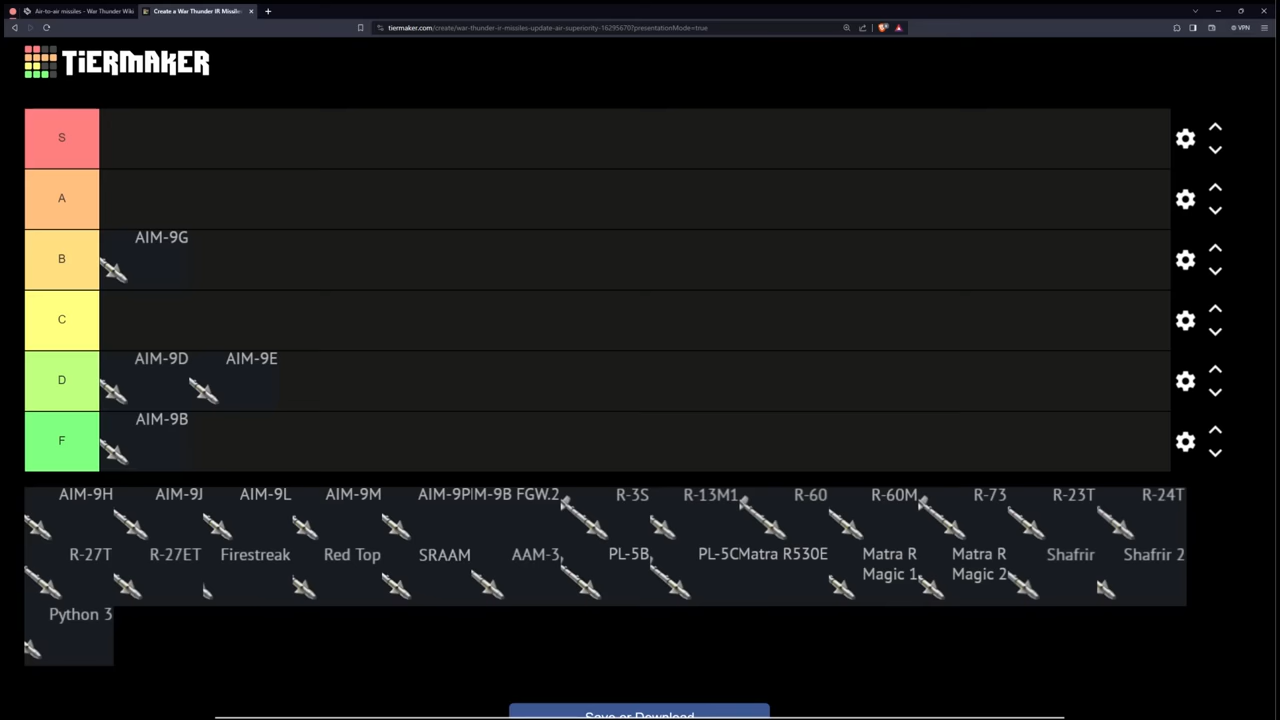 Air-to-air missiles - War Thunder Wiki
Create a War Thunder IR Missile
tiermaker.com/create/war-thunder-ir-missiles-update-air-superiority-16295670?presentationMode=true
VPN
TiERMAKER
S
A
B AIM-9G
C
D AIM-9D AIM-9E
F AIM-9B
AIM-9H AIM-9J AIM-9L AIM-9M AIM-9P IM-9B FGW.2 R-3S R-13M1 R-60 R-60M R-73 R-23T R-24T
R-27T R-27ET Firestreak Red Top SRAAM AAM-3 PL-5B PL-5C Matra R530E Matra R Magic 1 Matra R Magic 2 Shafrir Shafrir 2
Python 3
Save or Download